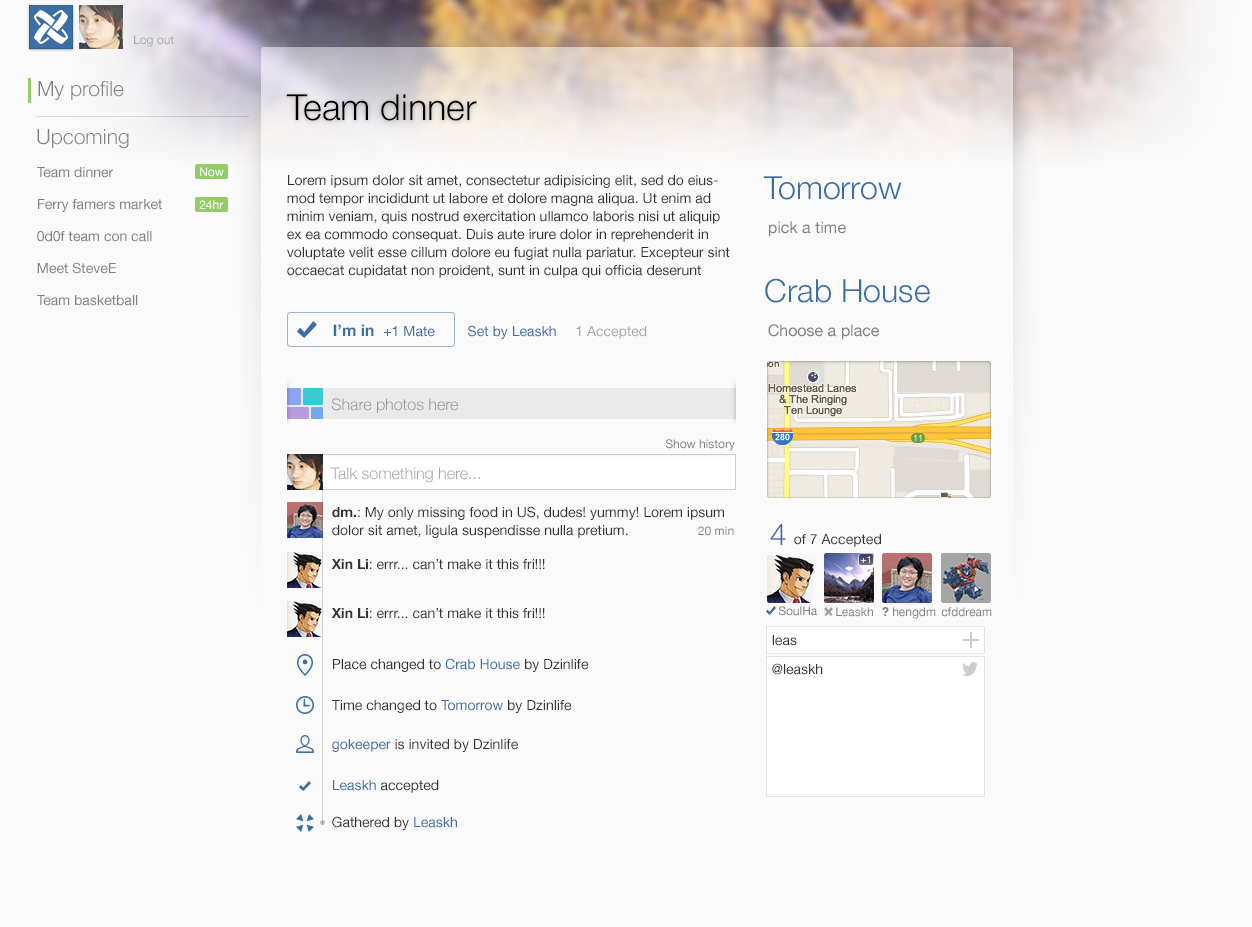 Log out
My profile
Upcoming
Team dinner
Now
Ferry famers market
24hr
0d0f team con call
Meet SteveE
Team basketball
Team dinner
Lorem ipsum dolor sit amet, consectetur adipisicing elit, sed do eius-
mod tempor incididunt ut labore et dolore magna aliqua. Ut enim ad
minim veniam, quis nostrud exercitation ullamco laboris nisi ut aliquip
ex ea commodo consequat. Duis aute irure dolor in reprehenderit in
voluptate velit esse cillum dolore eu fugiat nulla pariatur. Excepteur sint
occaecat cupidatat non proident, sunt in culpa qui officia deserunt
I'm in +1 Mate
Set by Leaskh
1 Accepted
Share photos here
Show history
Talk something here...
dm.: My only missing food in US, dudes! yummy! Lorem ipsum
dolor sit amet, ligula suspendisse nulla pretium.
20 min
Xin Li: errr... can't make it this fri!!!
Xin Li: errr... can't make it this fri!!!
Place changed to Crab House by Dzinlife
Time changed to Tomorrow by Dzinlife
gokeeper is invited by Dzinlife
Leaskh accepted
Gathered by Leaskh
Tomorrow
pick a time
Crab House
Choose a place
Homestead Lanes
& The Ringing
Ten Lounge
280
11
4 of 7 Accepted
+1
SoulHa
Leaskh
? hengdm
cfddream
leas
@leaskh